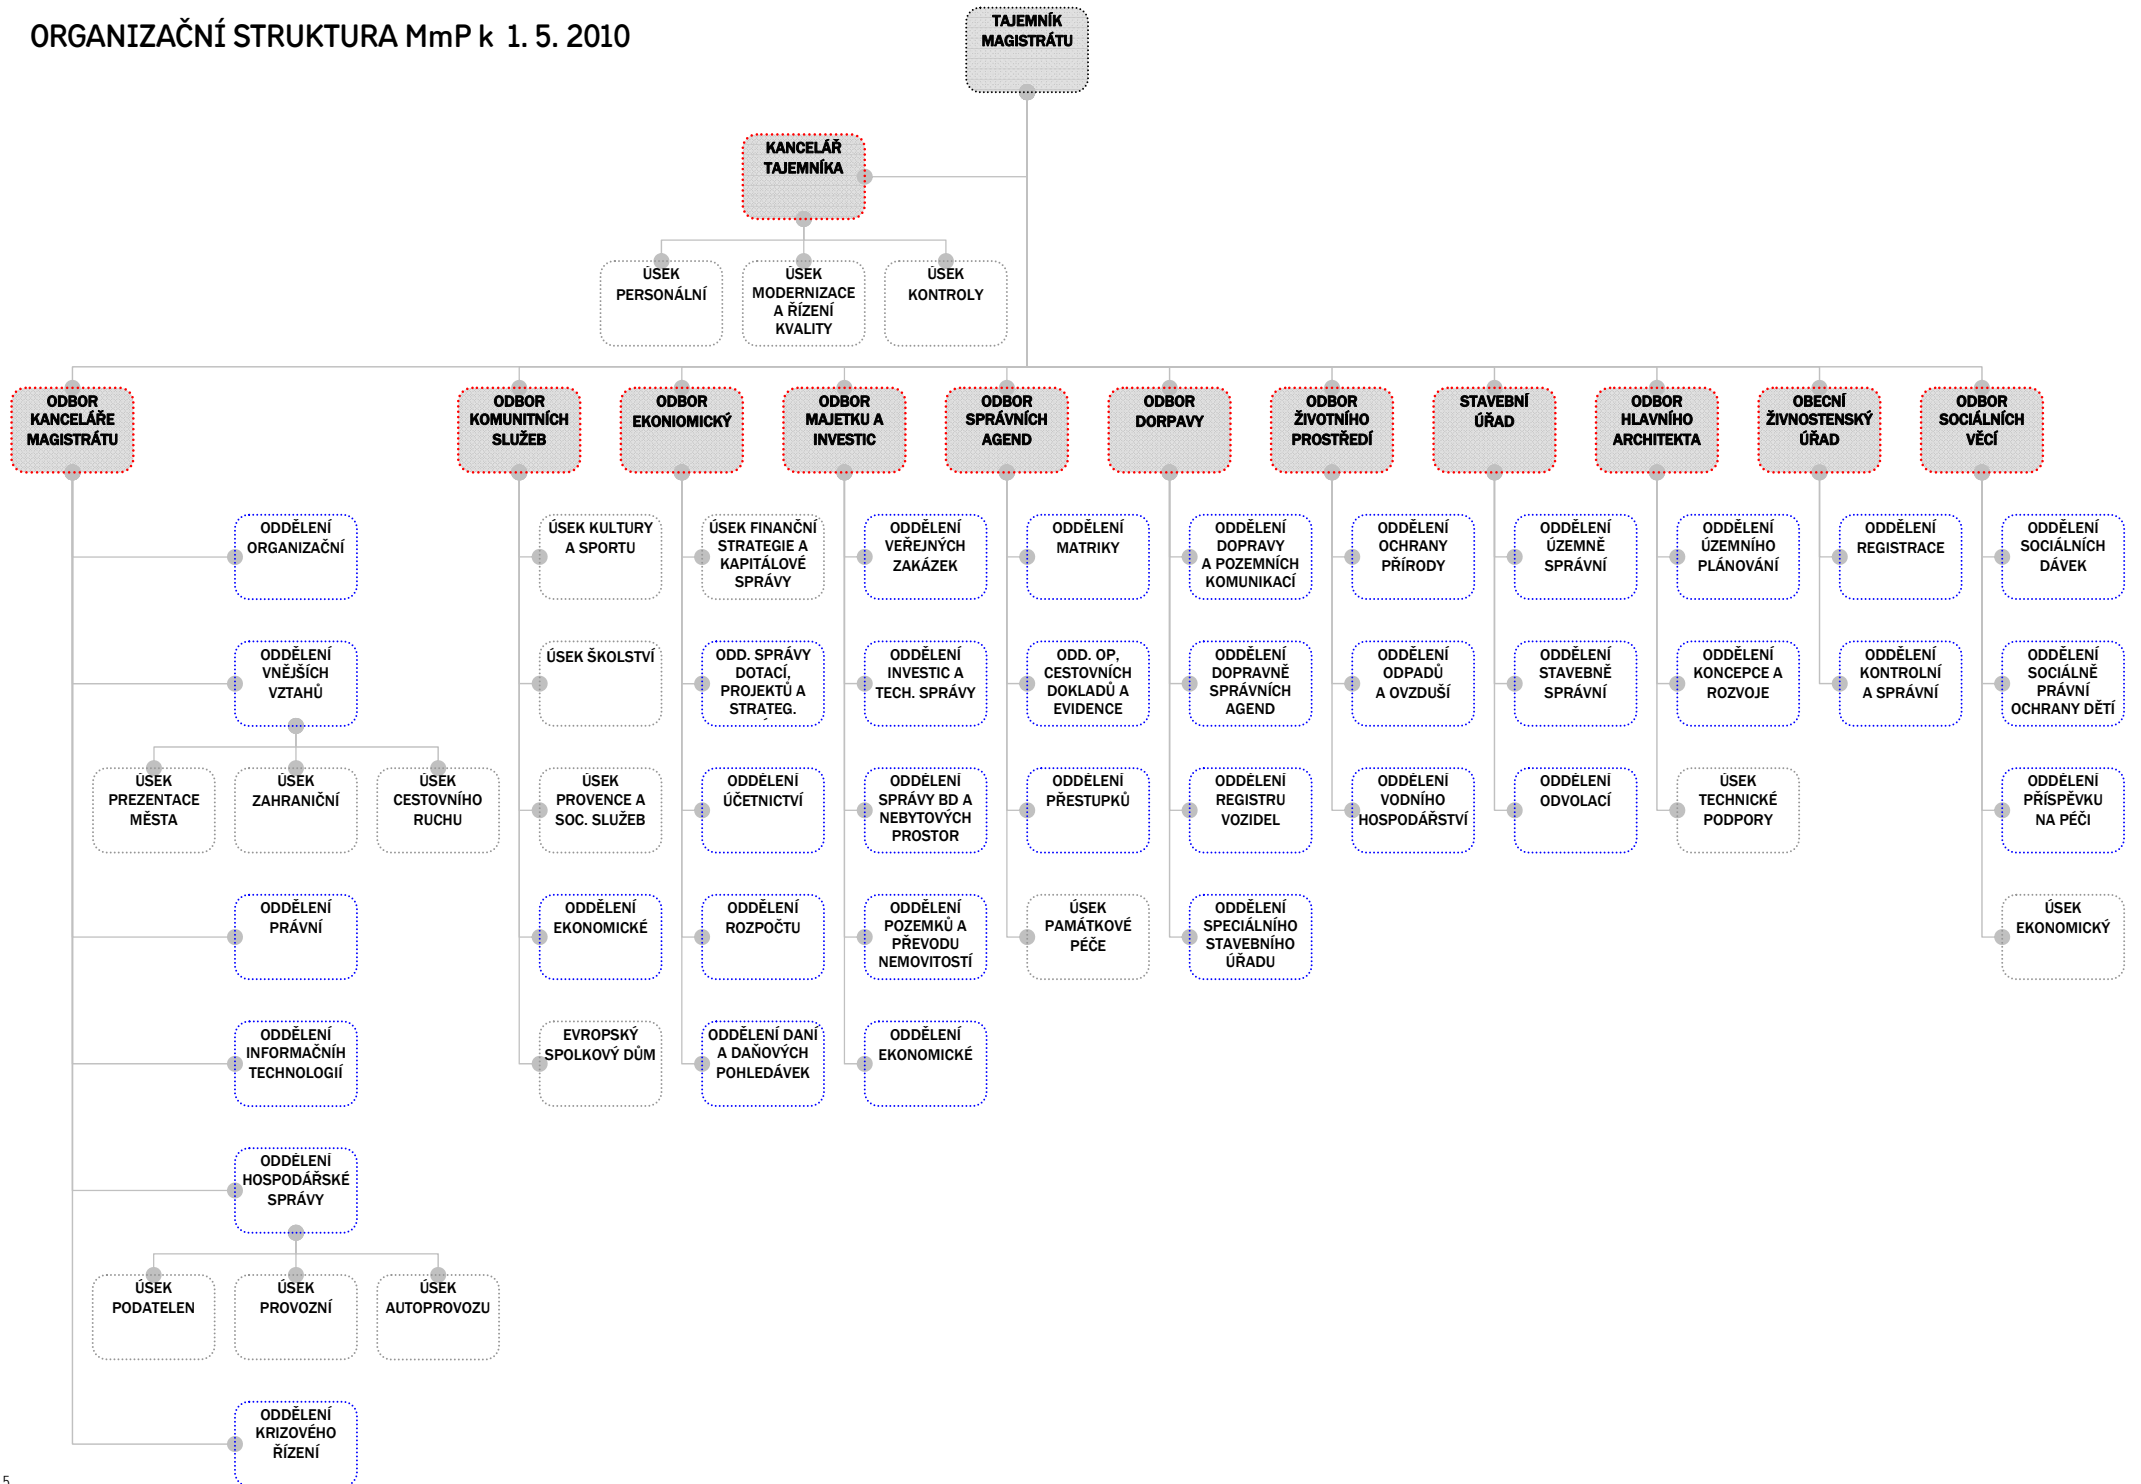 ORGANIZAČNÍ STRUKTURA MmP k 1. 5. 2010
TAJEMNÍK
MAGISTRÁTU
KANCELÁŘ
TAJEMNÍKA
ÚSEK
PERSONÁLNÍ
ÚSEK
MODERNIZACE
A ŘÍZENÍ
KVALITY
ÚSEK
KONTROLY
ODBOR
KANCELÁŘE
MAGISTRÁTU
ODBOR
KOMUNITNÍCH
SLUŽEB
ODBOR
EKONIOMICKÝ
ODBOR
MAJETKU A
INVESTIC
ODBOR
SPRÁVNÍCH
AGEND
ODBOR
DORPAVY
ODBOR
ŽIVOTNÍHO
PROSTŘEDÍ
STAVEBNÍ
ÚŘAD
ODBOR
HLAVNÍHO
ARCHITEKTA
OBECNÍ
ŽIVNOSTENSKÝ
ÚŘAD
ODBOR
SOCIÁLNÍCH
VĚCÍ
ODDĚLENÍ
ORGANIZAČNÍ
ÚSEK KULTURY
A SPORTU
ÚSEK FINANČNÍ
STRATEGIE A
KAPITÁLOVÉ
SPRÁVY
ODDĚLENÍ
VEŘEJNÝCH
ZAKÁZEK
ODDĚLENÍ
MATRIKY
ODDĚLENÍ
DOPRAVY
A POZEMNÍCH
KOMUNIKACÍ
ODDĚLENÍ
OCHRANY
PŘÍRODY
ODDĚLENÍ
ÚZEMNĚ
SPRÁVNÍ
ODDĚLENÍ
ÚZEMNÍHO
PLÁNOVÁNÍ
ODDĚLENÍ
REGISTRACE
ODDĚLENÍ
SOCIÁLNÍCH
DÁVEK
ODDĚLENÍ
VNĚJŠÍCH
VZTAHŮ
ÚSEK ŠKOLSTVÍ
ODD. SPRÁVY
DOTACÍ,
PROJEKTŮ A
STRATEG.
ODDĚLENÍ
INVESTIC A
TECH. SPRÁVY
ODD. OP,
CESTOVNÍCH
DOKLADŮ A
EVIDENCE
ODDĚLENÍ
DOPRAVNĚ
SPRÁVNÍCH
AGEND
ODDĚLENÍ
ODPADŮ
A OVZDUŠÍ
ODDĚLENÍ
STAVEBNĚ
SPRÁVNÍ
ODDĚLENÍ
KONCEPCE A
ROZVOJE
ODDĚLENÍ
KONTROLNÍ
A SPRÁVNÍ
ODDĚLENÍ
SOCIÁLNĚ
PRÁVNÍ
OCHRANY DĚTÍ
ÚSEK
PREZENTACE
MĚSTA
ÚSEK
ZAHRANIČNÍ
ÚSEK
CESTOVNÍHO
RUCHU
ÚSEK
PROVENCE A
SOC. SLUŽEB
ODDĚLENÍ
ÚČETNICTVÍ
ODDĚLENÍ
SPRÁVY BD A
NEBYTOVÝCH
PROSTOR
ODDĚLENÍ
PŘESTUPKŮ
ODDĚLENÍ
REGISTRU
VOZIDEL
ODDĚLENÍ
VODNÍHO
HOSPODÁŘSTVÍ
ODDĚLENÍ
ODVOLACÍ
ÚSEK
TECHNICKÉ
PODPORY
ODDĚLENÍ
PŘÍSPĚVKU
NA PÉČI
ODDĚLENÍ
PRÁVNÍ
ODDĚLENÍ
EKONOMICKÉ
ODDĚLENÍ
ROZPOČTU
ODDĚLENÍ
POZEMKŮ A
PŘEVODU
NEMOVITOSTÍ
ÚSEK
PAMÁTKOVÉ
PÉČE
ODDĚLENÍ
SPECIÁLNÍHO
STAVEBNÍHO
ÚŘADU
ÚSEK
EKONOMICKÝ
ODDĚLENÍ
INFORMAČNÍH
TECHNOLOGIÍ
EVROPSKÝ
SPOLKOVÝ DŮM
ODDĚLENÍ DANÍ
A DAŇOVÝCH
POHLEDÁVEK
ODDĚLENÍ
EKONOMICKÉ
ODDĚLENÍ
HOSPODÁŘSKÉ
SPRÁVY
ÚSEK
PODATELEN
ÚSEK
PROVOZNÍ
ÚSEK
AUTOPROVOZU
ODDĚLENÍ
KRIZOVÉHO
ŘÍZENÍ
5